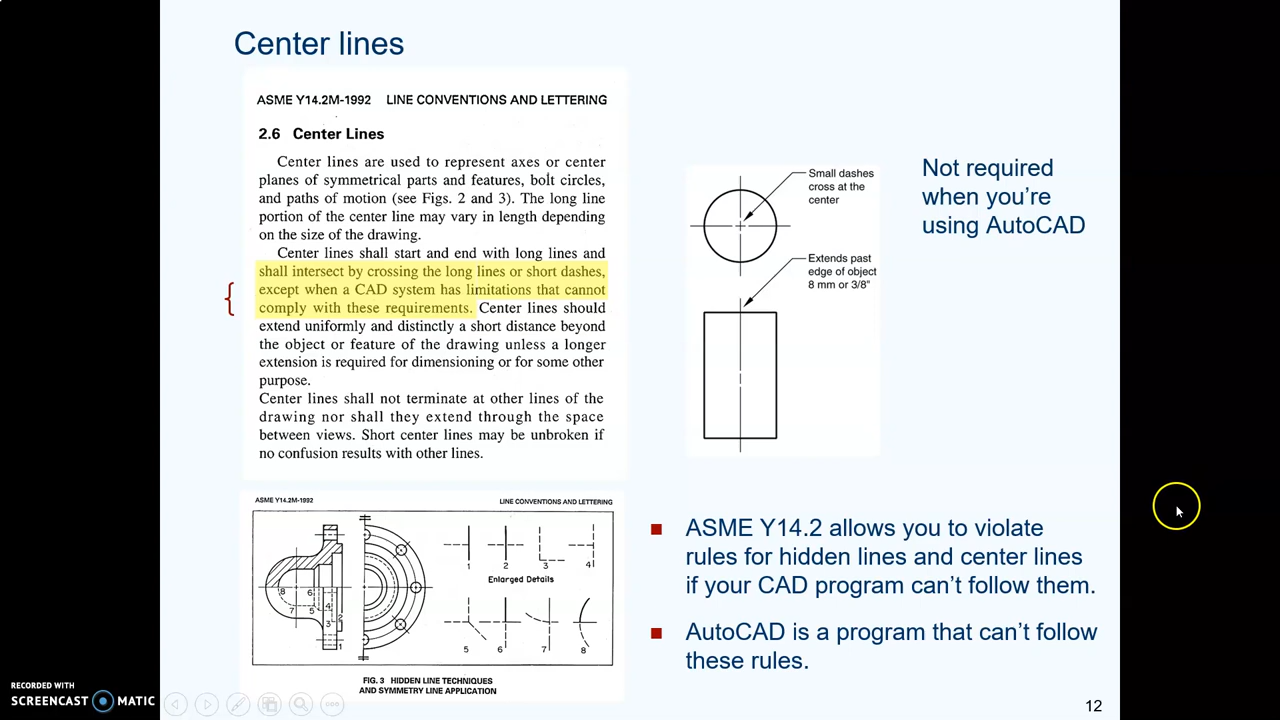 Center lines
ASME Y14.2M-1992 LINE CONVENTIONS AND LETTERING
2.6 Center Lines
Center lines are used to represent axes or center
planes of symmetrical parts and features, bolt circles,
and paths of motion (see Figs. 2 and 3). The long line
portion of the center line may vary in length depending
on the size of the drawing.
Center lines shall start and end with long lines and
shall intersect by crossing the long lines or short dashes,
except when a CAD system has limitations that cannot
comply with these requirements. Center lines should
extend uniformly and distinctly a short distance beyond
the object or feature of the drawing unless a longer
extension is required for dimensioning or for some other
purpose.
Center lines shall not terminate at other lines of the
drawing nor shall they extend through the space
between views. Short center lines may be unbroken if
no confusion results with other lines.
Small dashes
cross at the
center
Extends past
edge of object
8 mm or 3/8"
Not required
when you're
using AutoCAD
ASME Y14.2M-1992 LINE CONVENTIONS AND LETTERING
1 2 3 4
Enlarged Details
8 6
7 5 4
3 2
1
5 6 7 8
FIG. 3 HIDDEN LINE TECHNIQUES
AND SYMMETRY LINE APPLICATION
■ ASME Y14.2 allows you to violate
rules for hidden lines and center lines
if your CAD program can't follow them.
■ AutoCAD is a program that can't follow
these rules.
12
RECORDED WITH
SCREENCAST MATIC